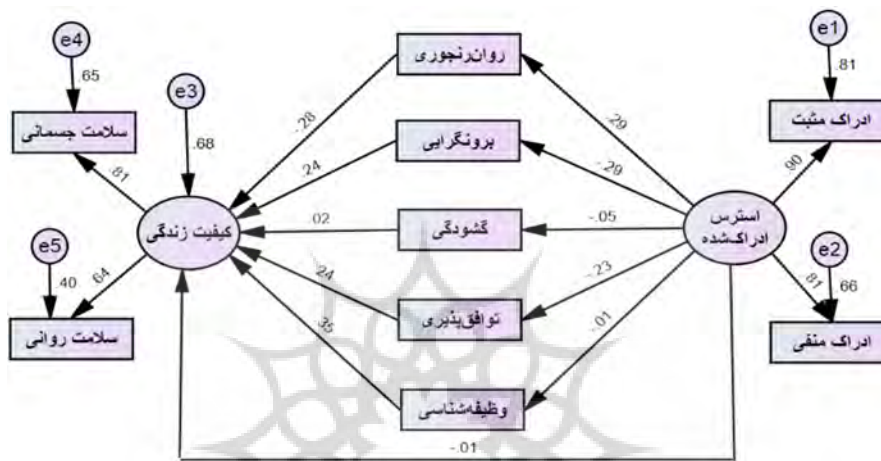 e4
.65
سلامت جسمانی
e3
.68
.81
کیفیت زندگی
e5
.40
.64
سلامت روانی
روان‌رنجوری
-.28
.29
برونگرایی
.24
-.29
گشودگی
.02
-.05
توافق‌پذیری
.24
-.23
وظیفه‌شناسی
.35
-.01
-.01
استرس
ادراک‌شده
e1
.81
ادراک مثبت
.90
e2
.66
.81
ادراک منفی